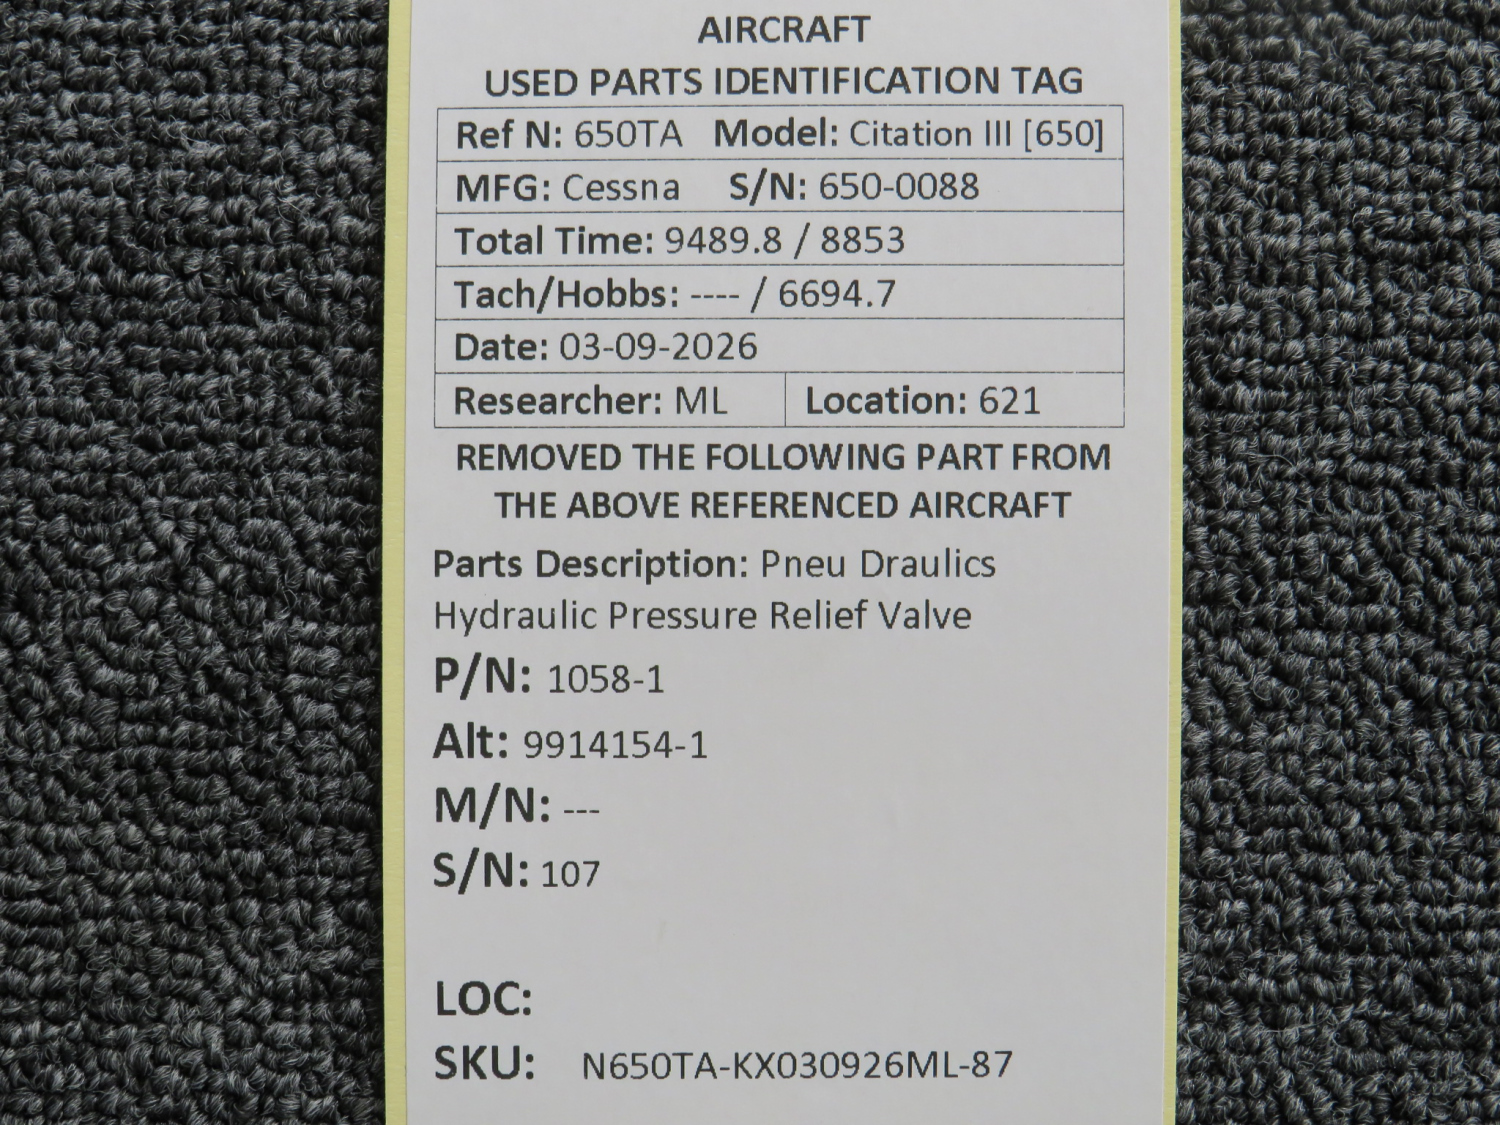 AIRCRAFT
USED PARTS IDENTIFICATION TAG
Ref N: 650TA Model: Citation III [650]
MFG: Cessna S/N: 650-0088
Total Time: 9489.8 / 8853
Tach/Hobbs: ---- / 6694.7
Date: 03-09-2026
Researcher: ML Location: 621
REMOVED THE FOLLOWING PART FROM
THE ABOVE REFERENCED AIRCRAFT
Parts Description: Pneu Draulics
Hydraulic Pressure Relief Valve
P/N: 1058-1
Alt: 9914154-1
M/N: ---
S/N: 107
LOC:
SKU: N650TA-KX030926ML-87